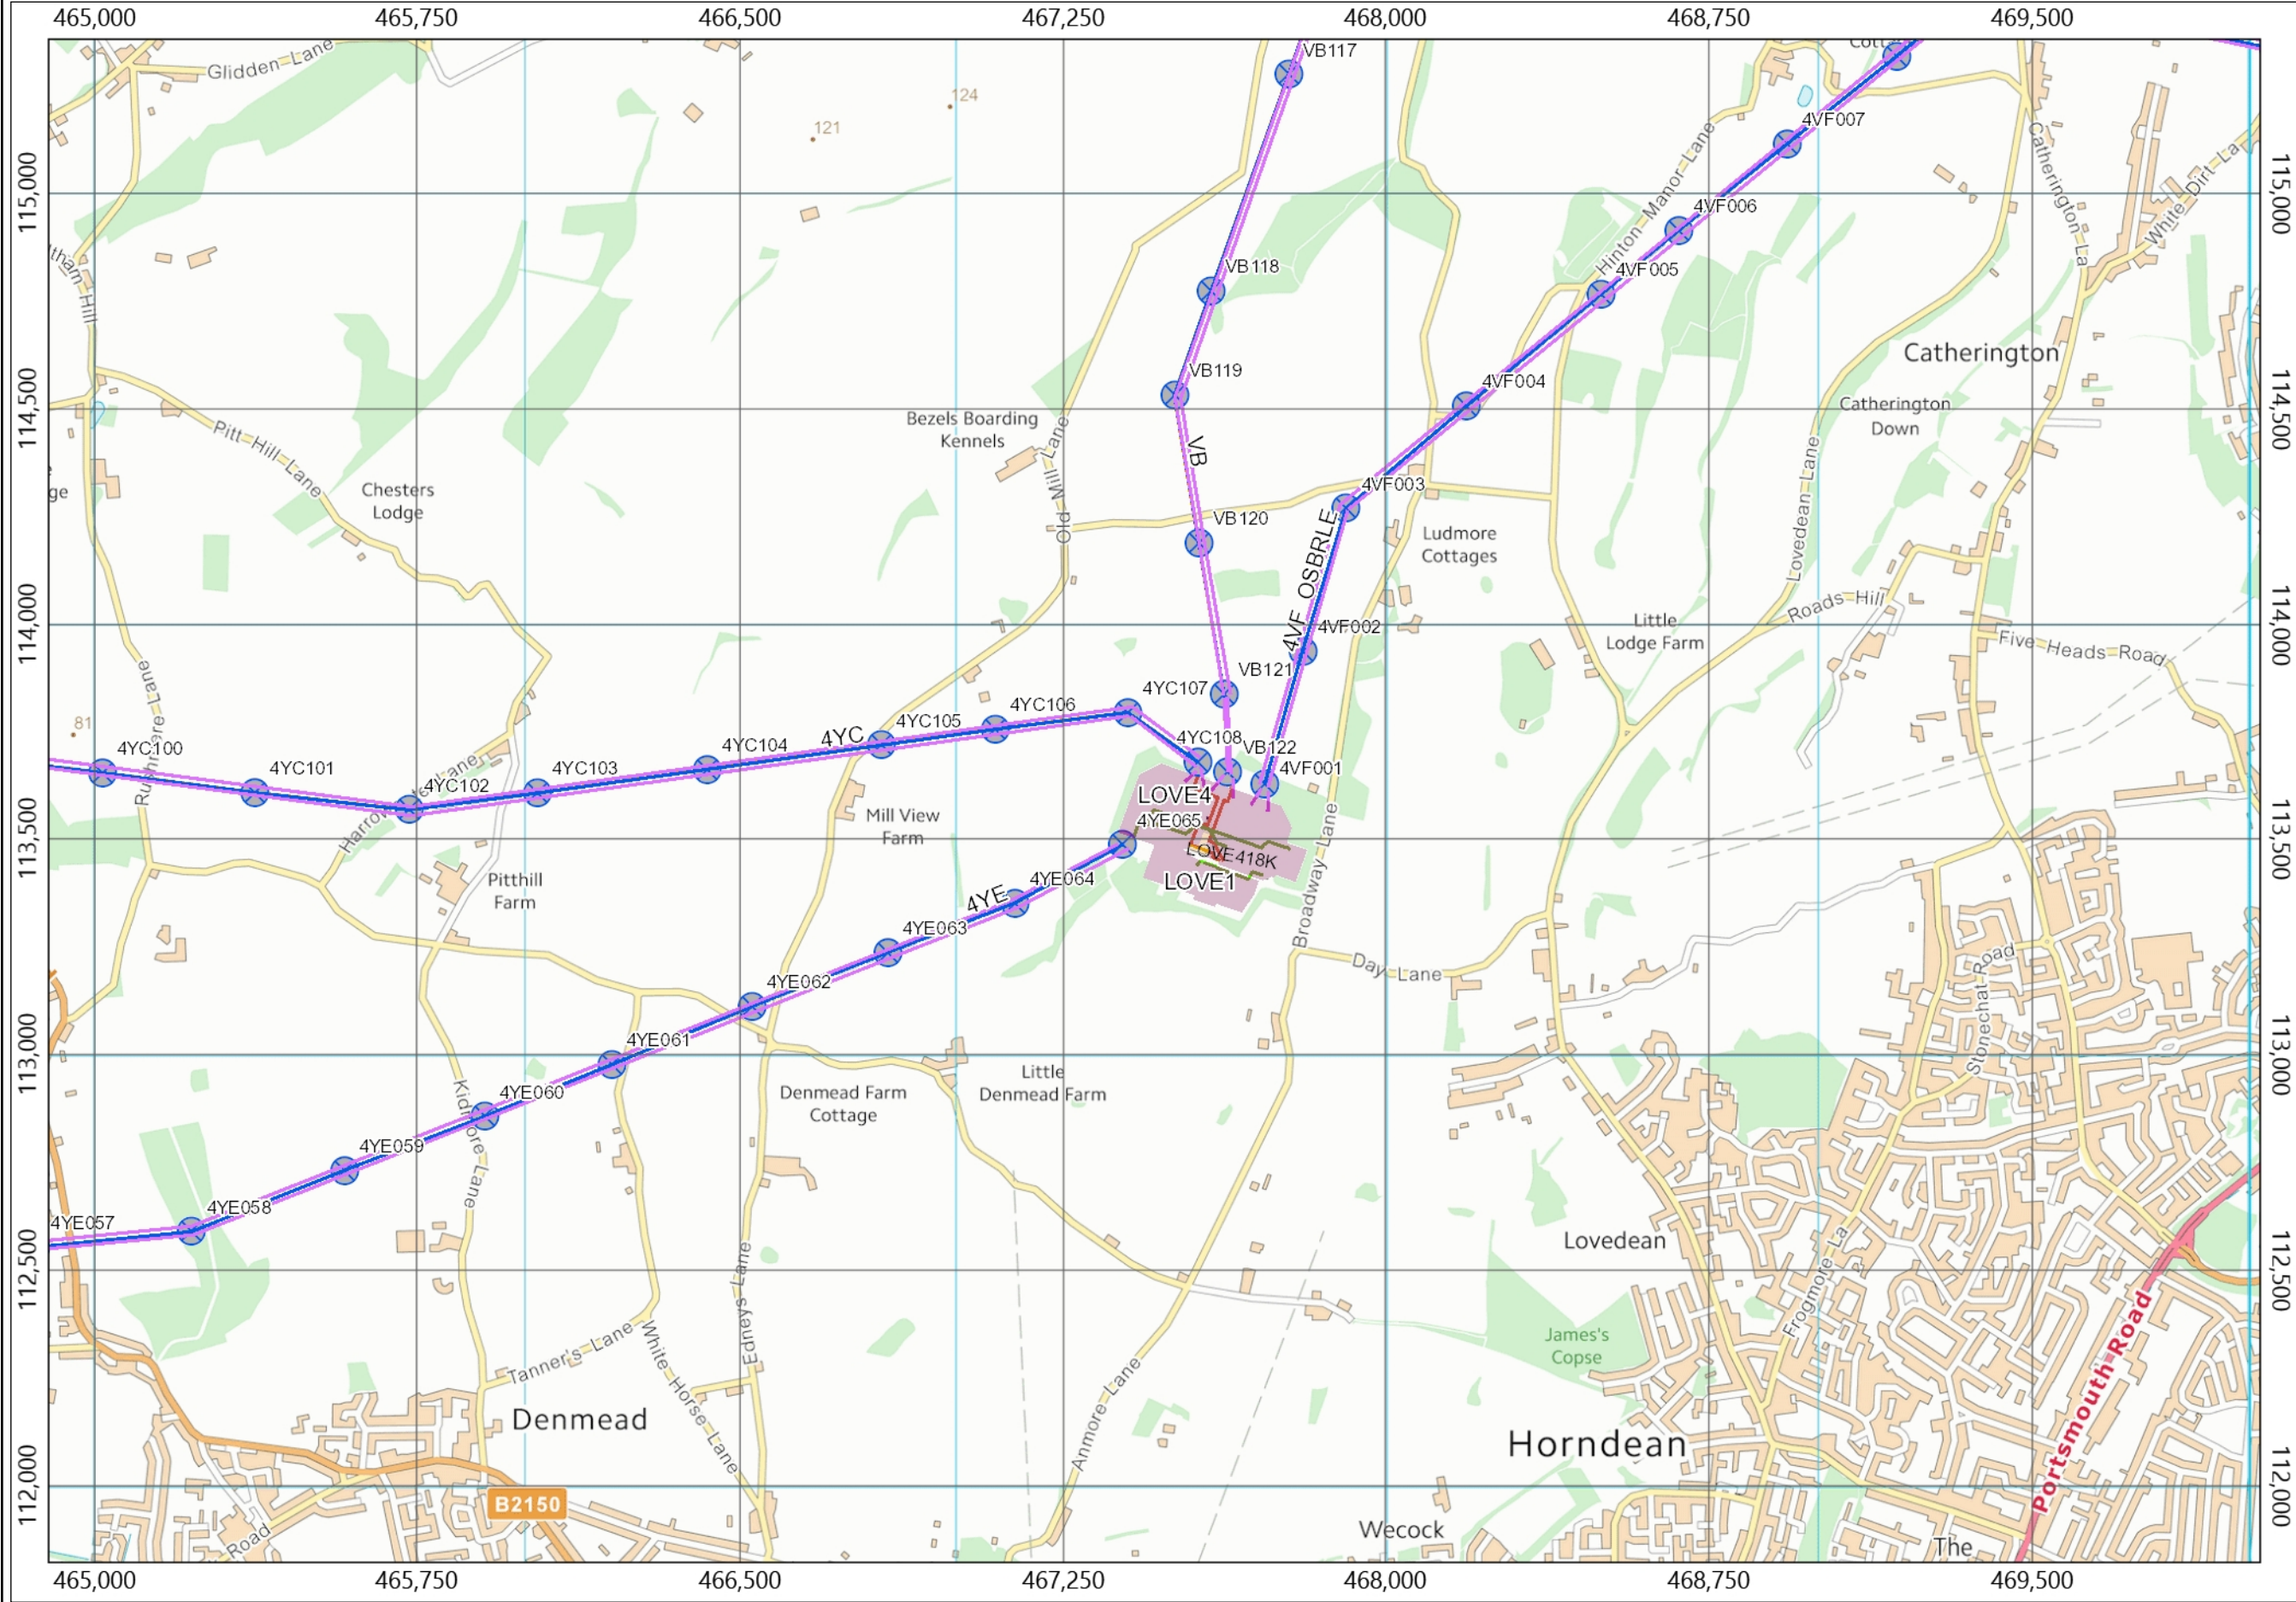 465,000 465,750 466,500 467,250 468,000 468,750 469,500
Glidden Lane
VB117
124
121
4VF007
Hinton Manor Lane
Catherington La
White Dirt La
115,000
115,000
4VF006
VB118
4VF005
Catherington
VB119
4VF004
Catherington
Down
Bezels Boarding
Kennels
114,500
114,500
Pitt Hill Lane
VB
Old Mill Lane
Lovedean Lane
Chesters
Lodge
ge
4VF003
VB120
Ludmore
Cottages
4VF OSBRLE
114,000
114,000
4VF002
Roads Hill
Little
Lodge Farm
Five Heads Road
Rushmere Lane
VB121
4YC107
4YC106
81
4YC105
4YC
4YC104
4YC108
VB122
4YC100
4YC101
4YC103
4YC102
4VF001
LOVE4
Mill View
Farm
4YE065
113,500
113,500
LOVE418K
LOVE1
Broadway Lane
Pitthill
Farm
4YE064
4YE
4YE063
Day Lane
Stonechat Road
4YE062
4YE061
113,000
113,000
Little
Denmead Farm
Denmead Farm
Cottage
4YE060
Kidmore Lane
4YE059
4YE058
4YE057
112,500
112,500
Lovedean
Edneys Lane
Frogmore La
Tanner's Lane
White Horse Lane
James's
Copse
Anmore Lane
Portsmouth Road
Denmead
Horndean
112,000
112,000
B2150
Wecock
Road
The
465,000 465,750 466,500 467,250 468,000 468,750 469,500